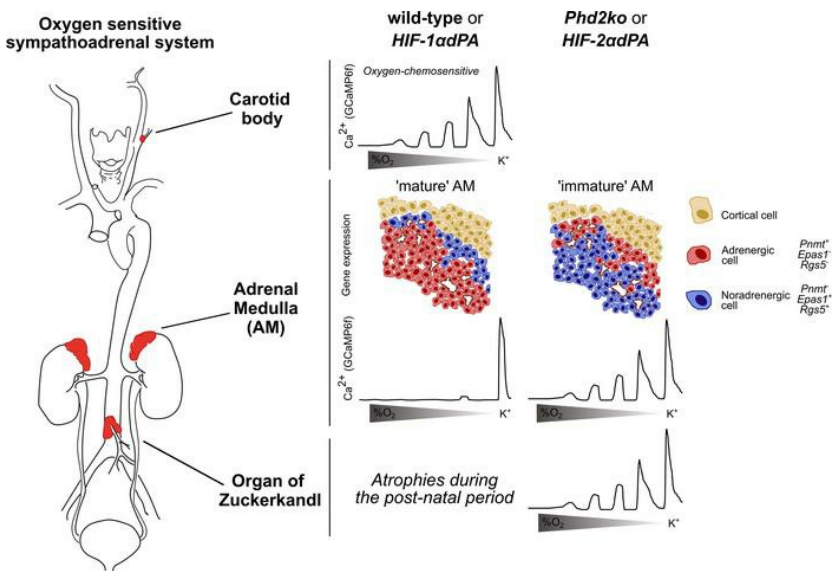 Oxygen sensitive
sympathoadrenal system
Carotid
body
Adrenal
Medulla
(AM)
Organ of
Zuckerkandl
wild-type or
HIF-1αdPA
Phd2ko or
HIF-2αdPA
Ca²⁺ (GCaMP6f)
Oxygen-chemosensitive
%O₂
K⁺
Gene expression
'mature' AM
'immature' AM
Cortical cell
Adrenergic
cell
Pnmt⁺
Epas1⁻
Rgs5⁻
Noradrenergic
cell
Pnmt⁻
Epas1⁺
Rgs5⁺
Ca²⁺ (GCaMP6f)
%O₂
K⁺
%O₂
K⁺
Atrophies during
the post-natal period
%O₂
K⁺